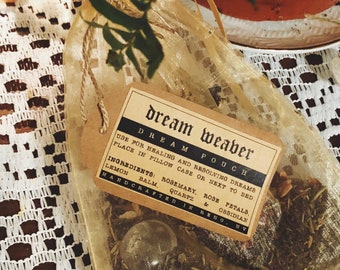 dream weaver
DREAM POUCH
USE FOR HEALING AND RESOLVING DREAMS
PLACE IN PILLOW CASE OR NEXT TO BED
INGREDIENTS: ROSEMARY, ROSE PETALS,
LEMON BALM, QUARTZ & OBSIDIAN
HANDCRAFTED IN RENO, NV